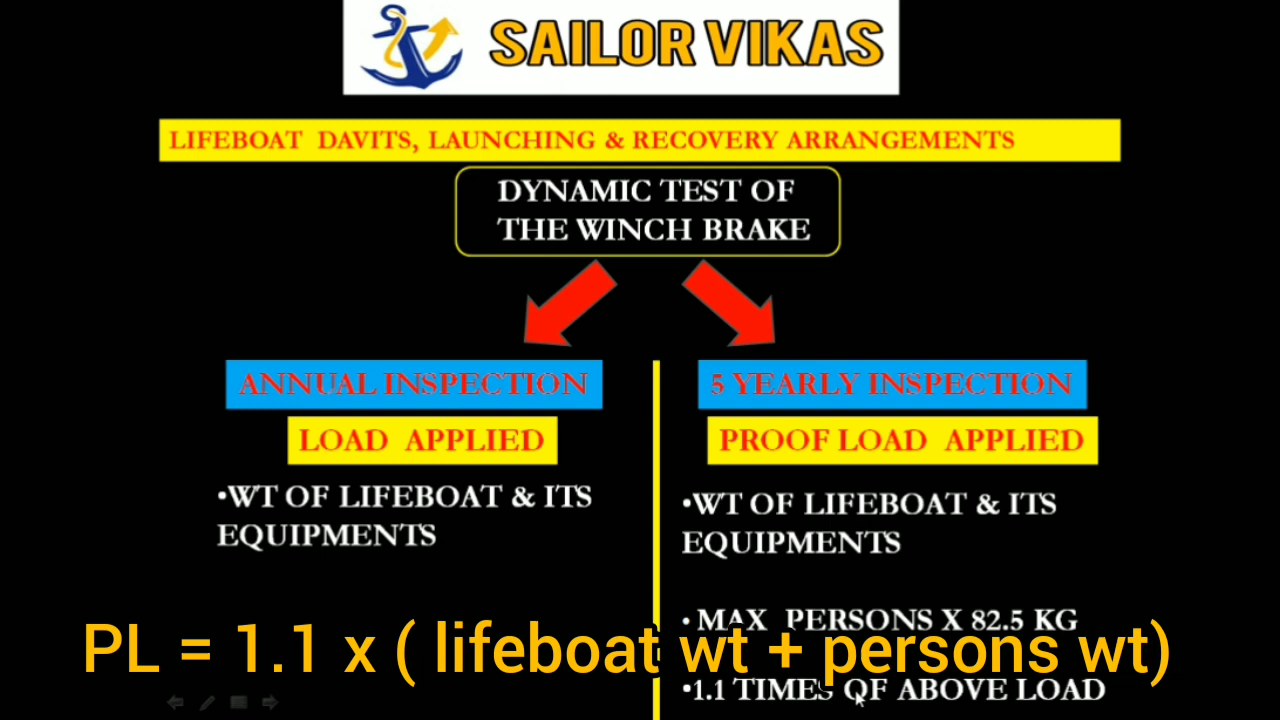 SAILOR VIKAS
LIFEBOAT DAVITS, LAUNCHING & RECOVERY ARRANGEMENTS
DYNAMIC TEST OF
THE WINCH BRAKE
ANNUAL INSPECTION
LOAD APPLIED
•WT OF LIFEBOAT & ITS
EQUIPMENTS
5 YEARLY INSPECTION
PROOF LOAD APPLIED
•WT OF LIFEBOAT & ITS
EQUIPMENTS
• MAX PERSONS X 82.5 KG
PL = 1.1 x ( lifeboat wt + persons wt)
•1.1 TIMES OF ABOVE LOAD